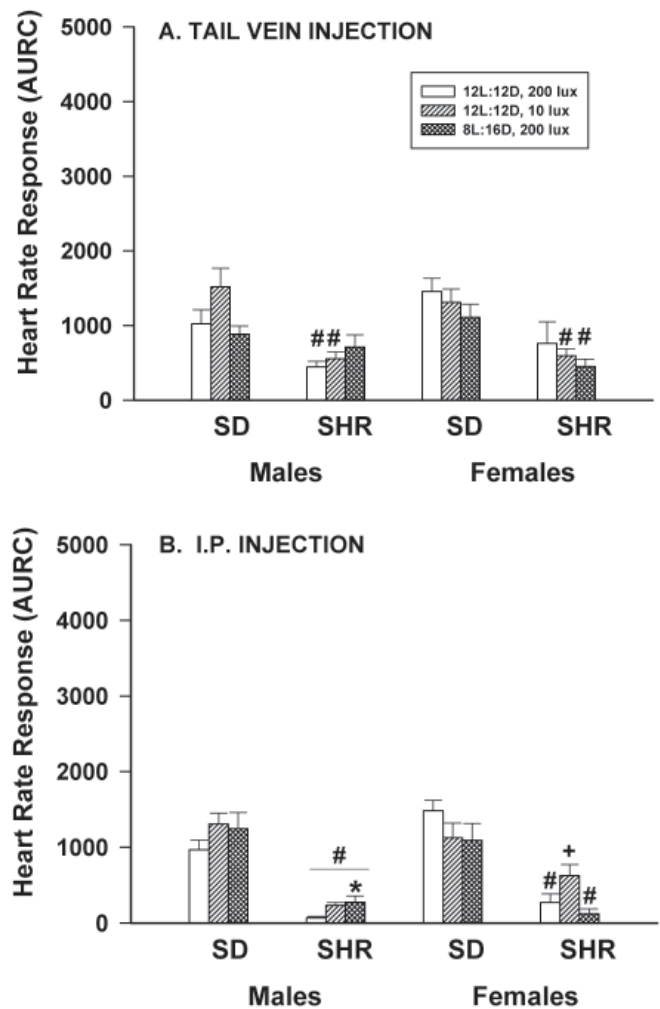 A. TAIL VEIN INJECTION
Heart Rate Response (AURC)
5000
4000
3000
2000
1000
0
12L:12D, 200 lux
12L:12D, 10 lux
8L:16D, 200 lux
##
# #
SD SHR SD SHR
Males Females
B. I.P. INJECTION
Heart Rate Response (AURC)
5000
4000
3000
2000
1000
0
#
*
+
# #
SD SHR SD SHR
Males Females